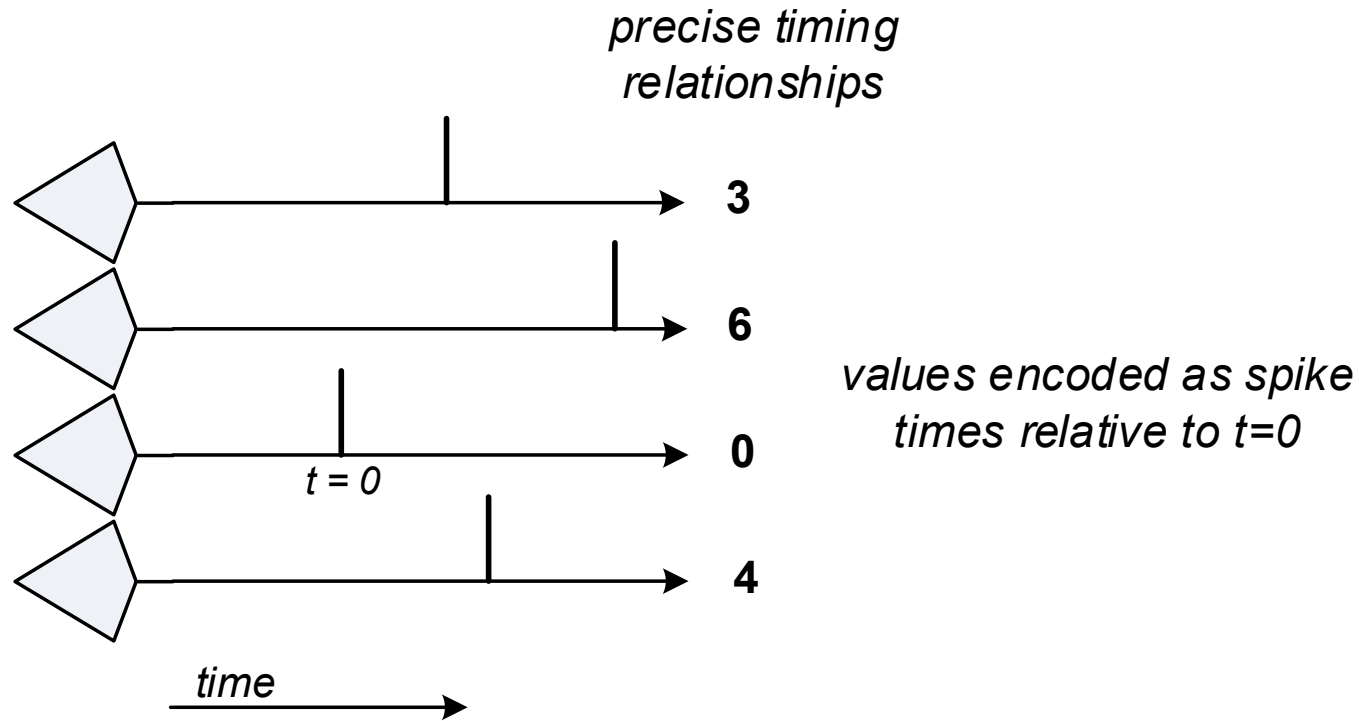 precise timing
relationships
3
6
values encoded as spike
times relative to t=0
0
t = 0
4
time